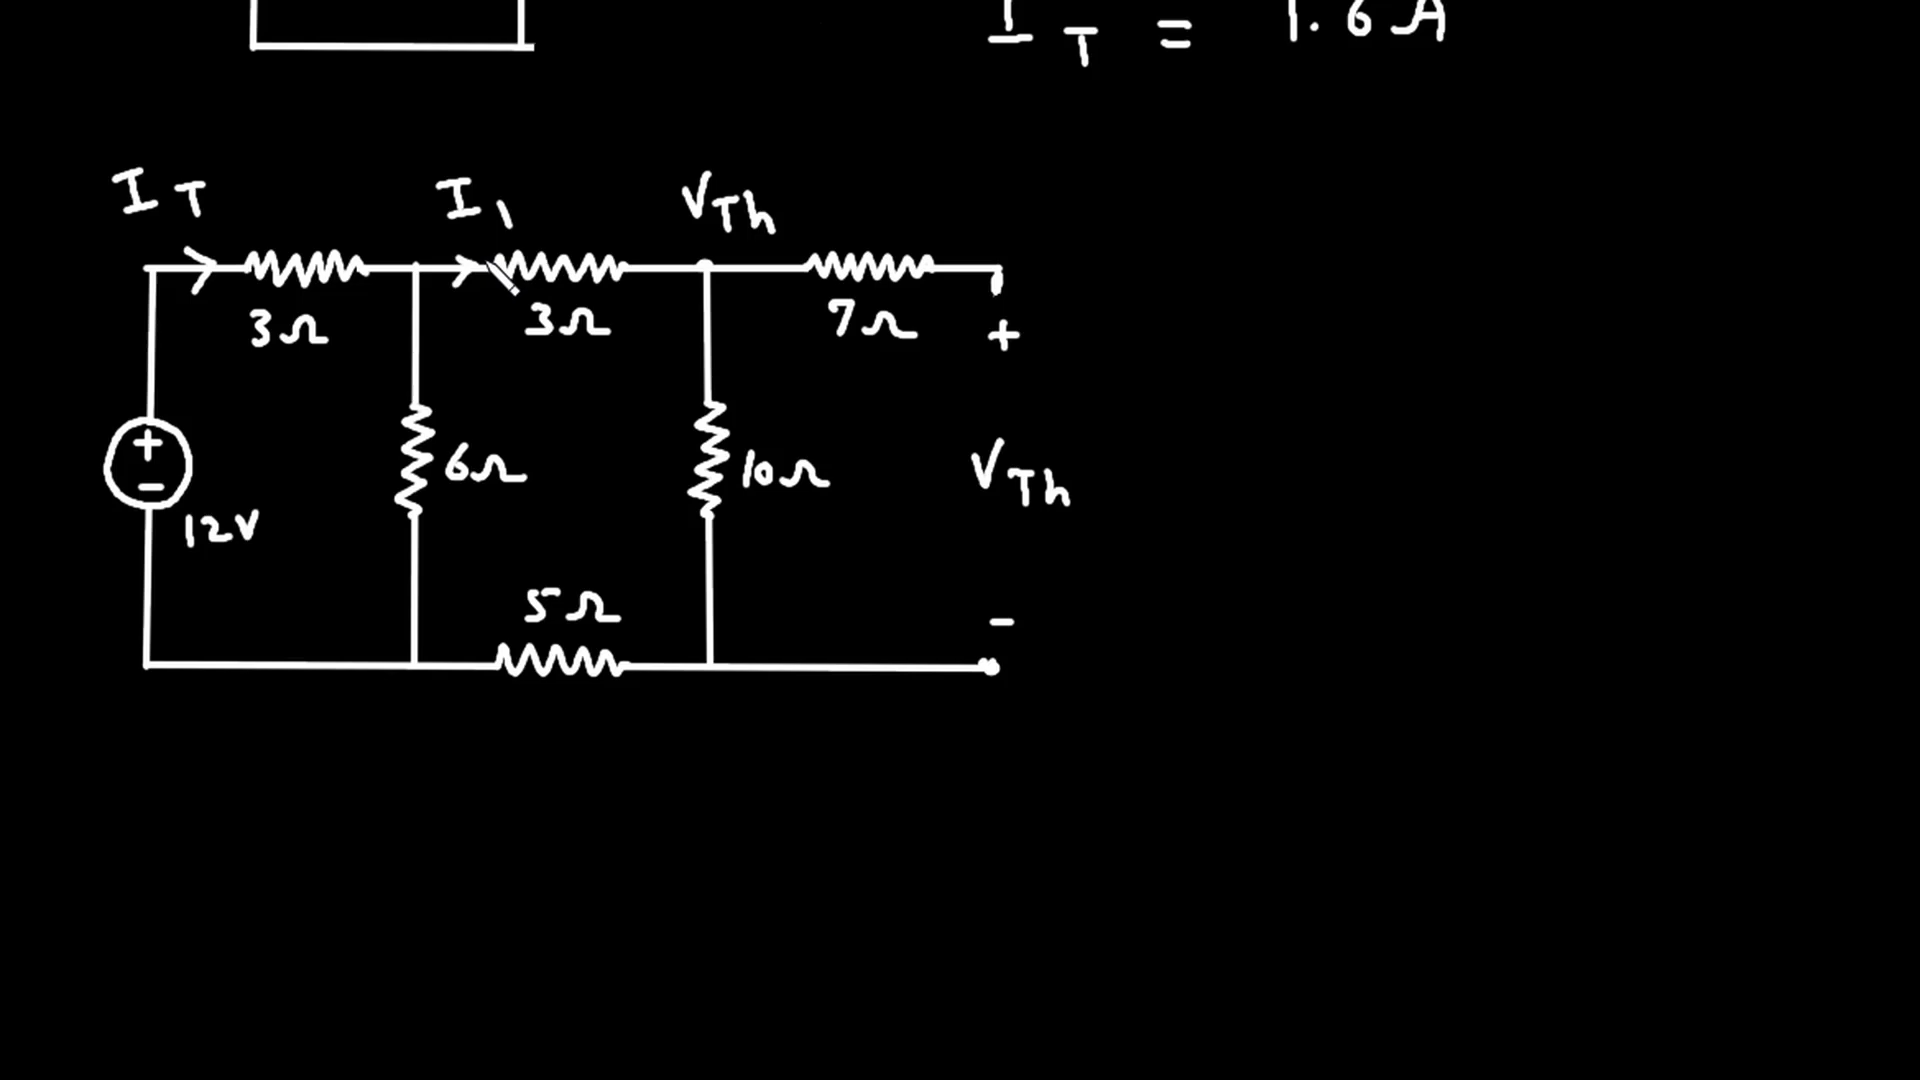 I_T = 1.6 A
I_T I_1 V_Th
3Ω 3Ω 7Ω
+
+ 6Ω 10Ω V_Th
-
12V
5Ω
-